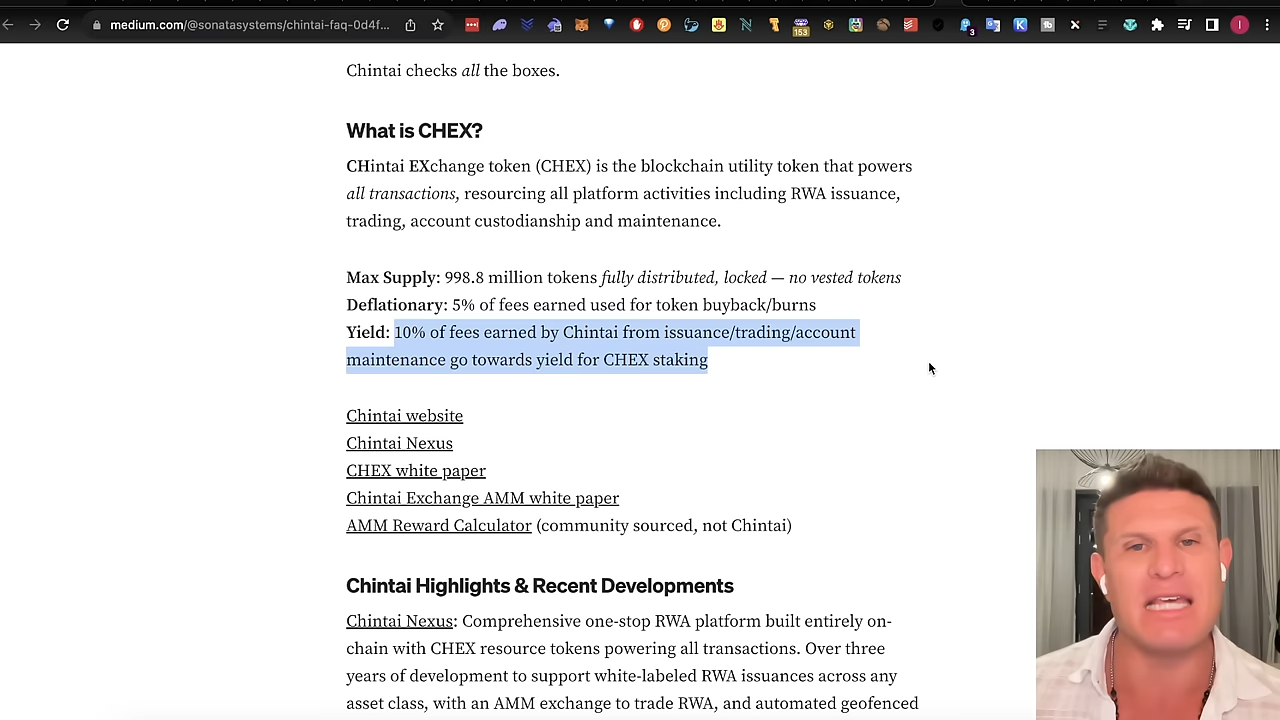 medium.com/@sonatasystems/chintai-faq-0d4f...
153
3
K
I
Chintai checks all the boxes.
What is CHEX?
CHintai EXchange token (CHEX) is the blockchain utility token that powers
all transactions, resourcing all platform activities including RWA issuance,
trading, account custodianship and maintenance.
Max Supply: 998.8 million tokens fully distributed, locked — no vested tokens
Deflationary: 5% of fees earned used for token buyback/burns
Yield: 10% of fees earned by Chintai from issuance/trading/account
maintenance go towards yield for CHEX staking
Chintai website
Chintai Nexus
CHEX white paper
Chintai Exchange AMM white paper
AMM Reward Calculator (community sourced, not Chintai)
Chintai Highlights & Recent Developments
Chintai Nexus: Comprehensive one-stop RWA platform built entirely on-
chain with CHEX resource tokens powering all transactions. Over three
years of development to support white-labeled RWA issuances across any
asset class, with an AMM exchange to trade RWA, and automated geofenced